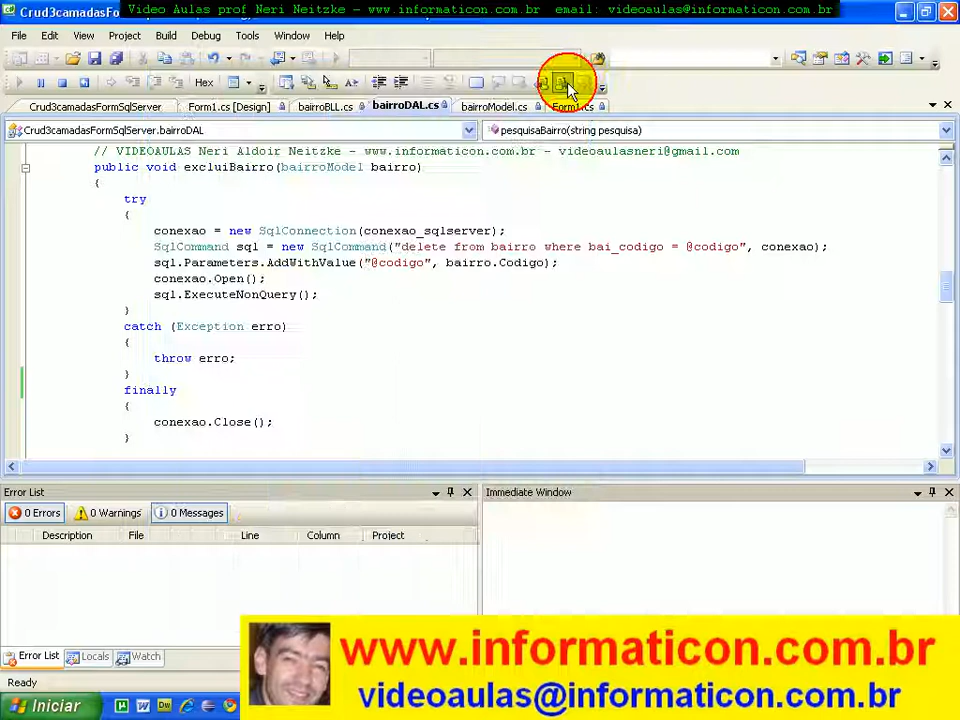 Crud3camadasForm
Video Aulas prof Neri Neitzke - www.informaticon.com.br email: videoaulas@informaticon.com.br
File Edit View Project Build Debug Tools Window Help
Hex
Crud3camadasFormSqlServer Form1.cs [Design] bairroBLL.cs bairroDAL.cs bairroModel.cs Form1.cs
Crud3camadasFormSqlServer.bairroDAL pesquisaBairro(string pesquisa)
// VIDEOAULAS Neri Aldoir Neitzke - www.informaticon.com.br - videoaulasneri@gmail.com
public void excluiBairro(bairroModel bairro)
{
try
{
conexao = new SqlConnection(conexao_sqlserver);
SqlCommand sql = new SqlCommand("delete from bairro where bai_codigo = @codigo", conexao);
sql.Parameters.AddWithValue("@codigo", bairro.Codigo);
conexao.Open();
sql.ExecuteNonQuery();
}
catch (Exception erro)
{
throw erro;
}
finally
{
conexao.Close();
}
Error List Immediate Window
0 Errors 0 Warnings 0 Messages
Description File Line Column Project
Error List Locals Watch
Ready
Iniciar
www.informaticon.com.br
videoaulas@informaticon.com.br